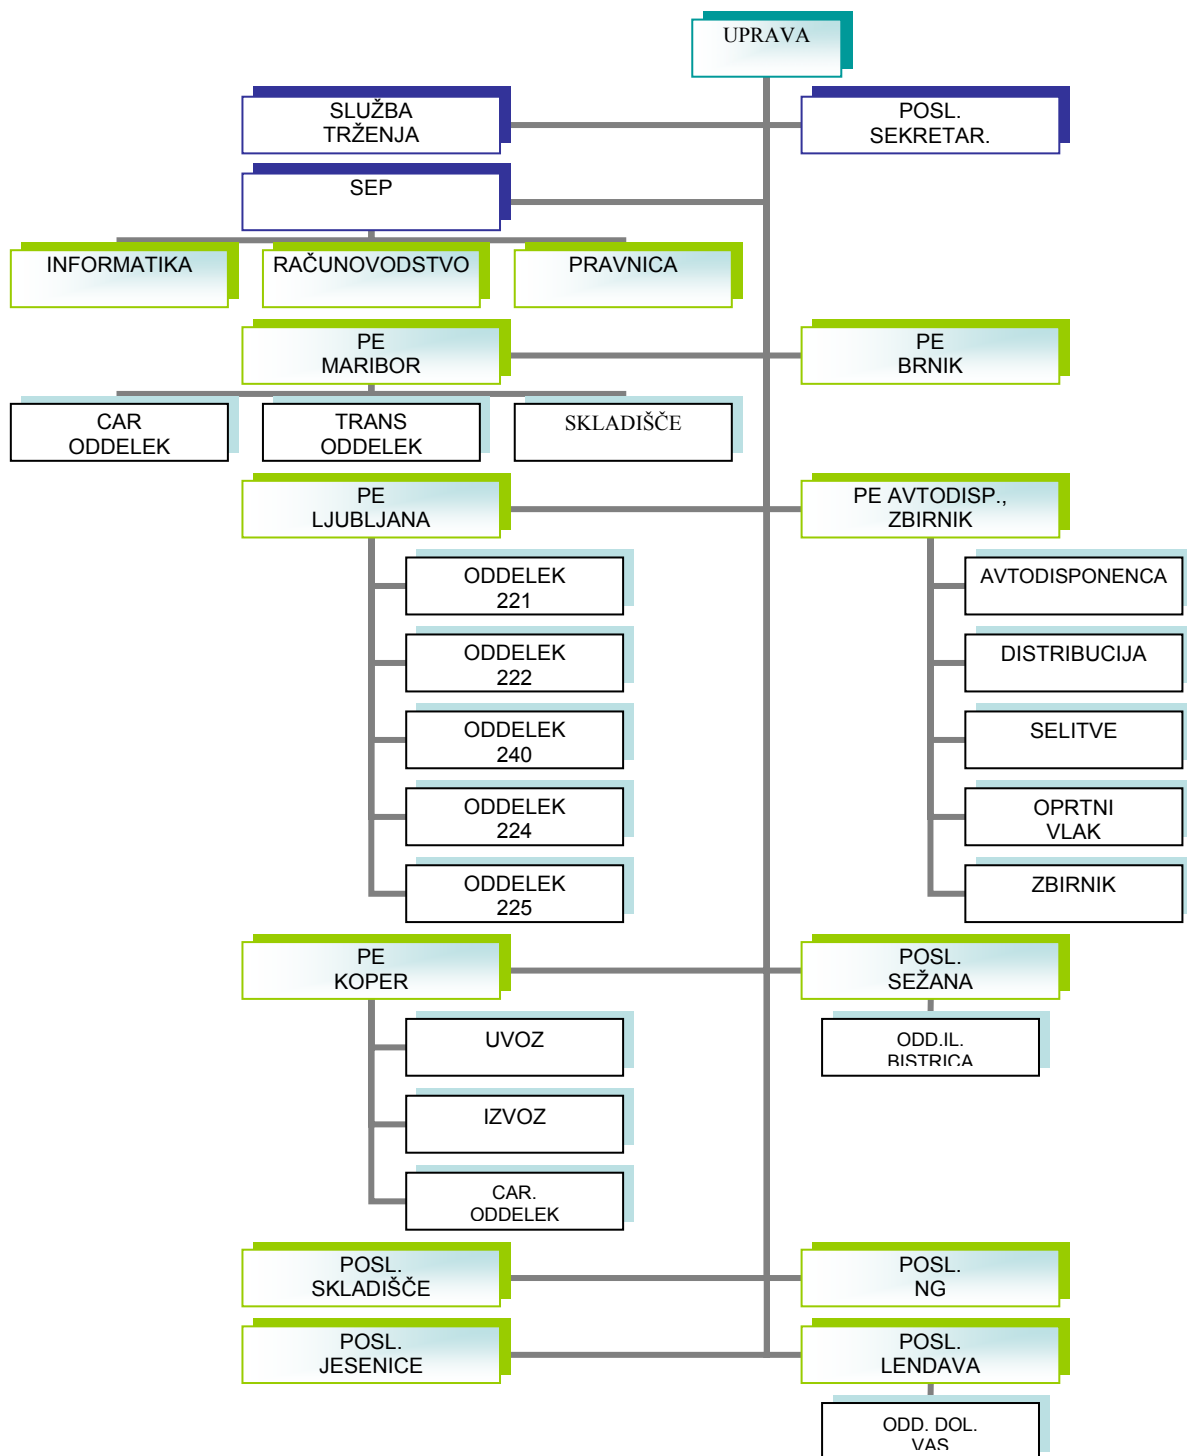 UPRAVA
SLUŽBA
TRŽENJA
POSL.
SEKRETAR.
SEP
INFORMATIKA
RAČUNOVODSTVO
PRAVNICA
PE
MARIBOR
PE
BRNIK
CAR
ODDELEK
TRANS
ODDELEK
SKLADIŠČE
PE
LJUBLJANA
PE AVTODISP.,
ZBIRNIK
ODDELEK
221
ODDELEK
222
ODDELEK
240
ODDELEK
224
ODDELEK
225
AVTODISPONENCA
DISTRIBUCIJA
SELITVE
OPRTNI
VLAK
ZBIRNIK
PE
KOPER
POSL.
SEŽANA
UVOZ
IZVOZ
CAR.
ODDELEK
ODD.IL.
BISTRICA
POSL.
SKLADIŠČE
POSL.
NG
POSL.
JESENICE
POSL.
LENDAVA
ODD. DOL.
VAS